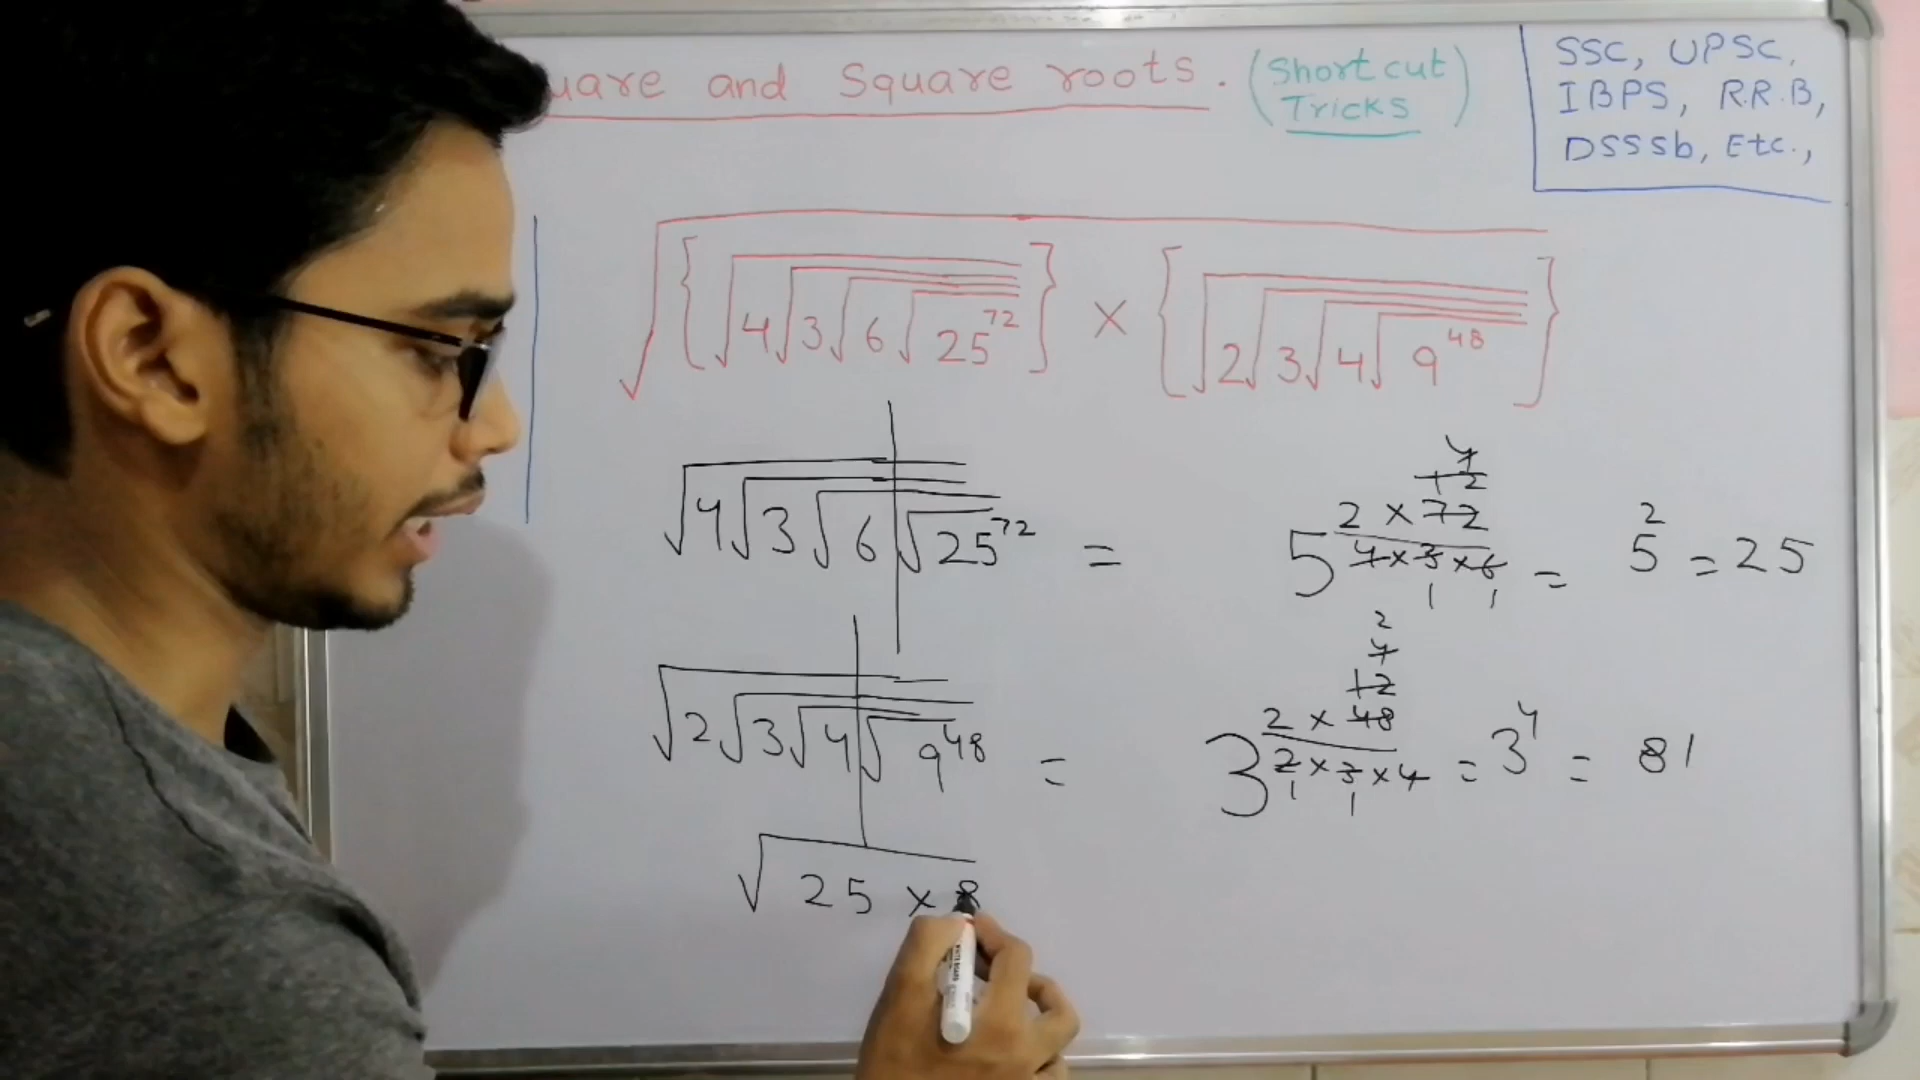 uare and Square roots. (Short cut Tricks)
SSC, UPSC,
IBPS, R.R.B,
DSSSb, Etc.,
√{√4√3√6√25^72} × {√2√3√4√9^48}
√4√3√6√25^72 = 5^(2×72/4×3×6) = 5^2 = 25
√2√3√4√9^48 = 3^(2×48/2×3×4) = 3^4 = 81
√25 × 8